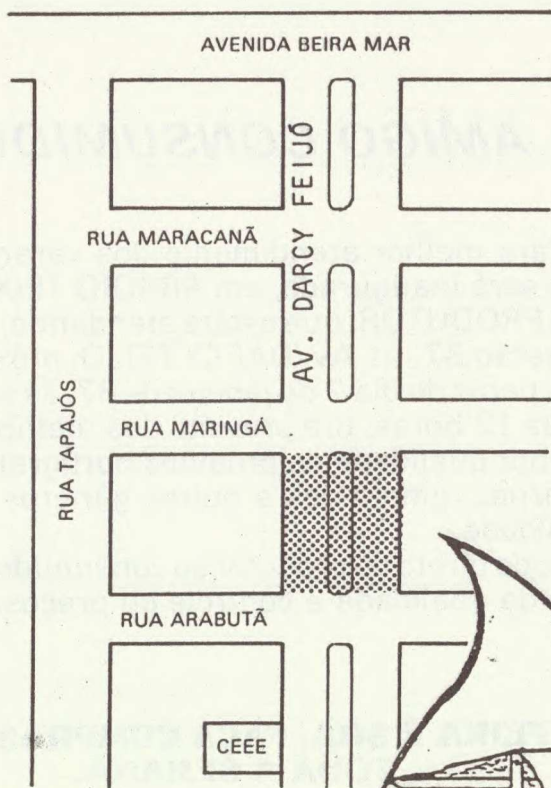 AVENIDA BEIRA MAR
AV. DARCY FEIJÓ
RUA MARACANÃ
RUA TAPAJÓS
RUA MARINGÁ
RUA ARABUTÃ
CEEE